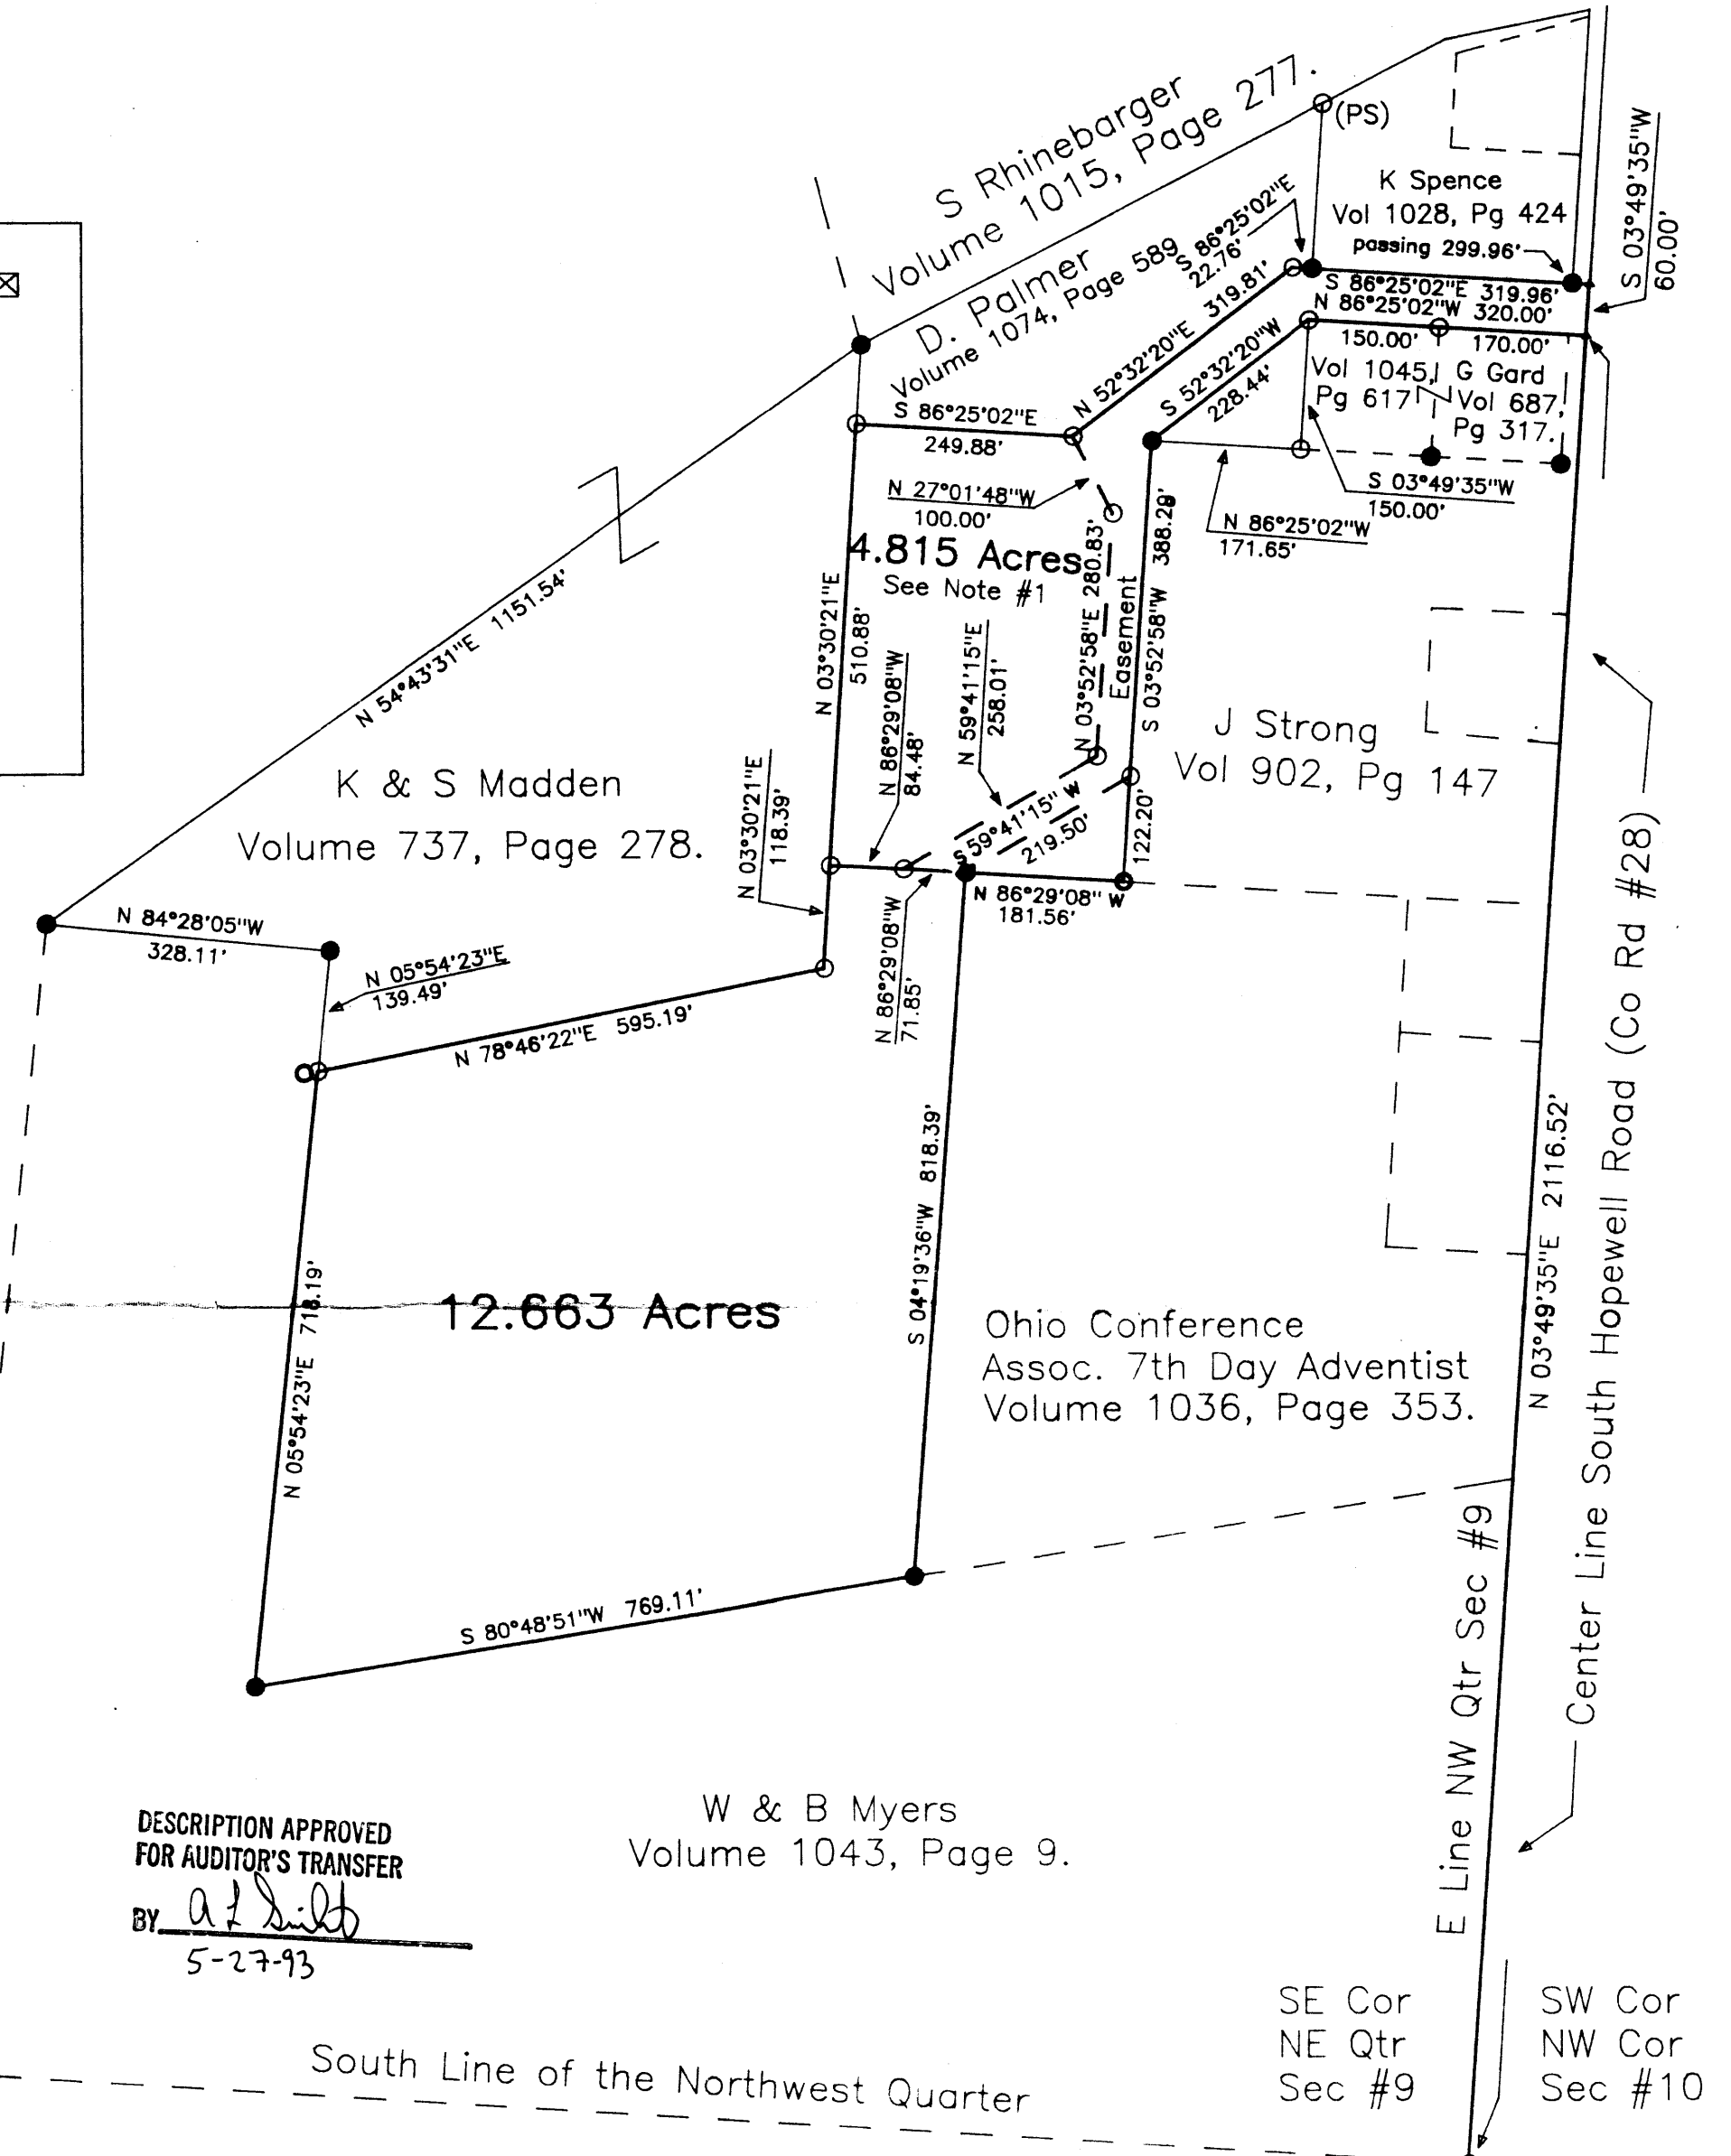 S Rhinebarger
Volume 1015, Page 277.
(PS)
K Spence
Vol 1028, Pg 424
passing 299.96'
S 03°49'35"W
60.00'
D. Palmer
Volume 1074, Page 589
S 86°25'02"E
22.76'
S 86°25'02"E 319.96'
N 86°25'02"W 320.00'
150.00'
170.00'
N 52°32'20"E 319.81'
S 52°32'20"W
228.44'
Vol 1045,
Pg 617
G Gard
Vol 687,
Pg 317.
S 86°25'02"E
249.88'
N 27°01'48"W
100.00'
S 03°49'35"W
150.00'
N 86°25'02"W
171.65'
4.815 Acres
See Note #1
N 54°43'31"E 1151.54'
N 03°30'21"E
510.88'
N 03°52'58"E 280.83'
Easement
S 03°52'58"W 388.29'
N 86°29'08"W
84.48'
N 59°41'15"E
258.01'
J Strong
Vol 902, Pg 147
K & S Madden
Volume 737, Page 278.
N 03°30'21"E
118.39'
S 59°41'15" W
219.50'
122.20'
N 86°29'08" W
181.56'
N 86°29'08"W
71.85'
N 84°28'05"W
328.11'
N 05°54'23"E
139.49'
N 78°46'22"E 595.19'
S 04°19'36"W 818.39'
12.663 Acres
N 05°54'23"E 718.19'
Ohio Conference
Assoc. 7th Day Adventist
Volume 1036, Page 353.
N 03°49'35"E 2116.52'
Center Line South Hopewell Road (Co Rd #28)
E Line NW Qtr Sec #9
S 80°48'51"W 769.11'
W & B Myers
Volume 1043, Page 9.
DESCRIPTION APPROVED
FOR AUDITOR'S TRANSFER
BY
5-27-93
SE Cor
NE Qtr
Sec #9
SW Cor
NW Cor
Sec #10
South Line of the Northwest Quarter